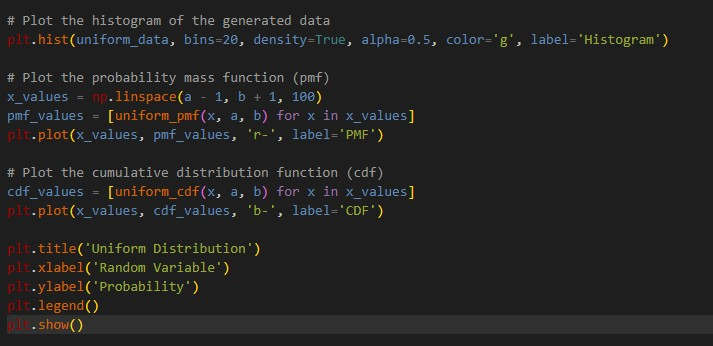 # Plot the histogram of the generated data
plt.hist(uniform_data, bins=20, density=True, alpha=0.5, color='g', label='Histogram')
# Plot the probability mass function (pmf)
x_values = np.linspace(a - 1, b + 1, 100)
pmf_values = [uniform_pmf(x, a, b) for x in x_values]
plt.plot(x_values, pmf_values, 'r-', label='PMF')
# Plot the cumulative distribution function (cdf)
cdf_values = [uniform_cdf(x, a, b) for x in x_values]
plt.plot(x_values, cdf_values, 'b-', label='CDF')
plt.title('Uniform Distribution')
plt.xlabel('Random Variable')
plt.ylabel('Probability')
plt.legend()
plt.show()